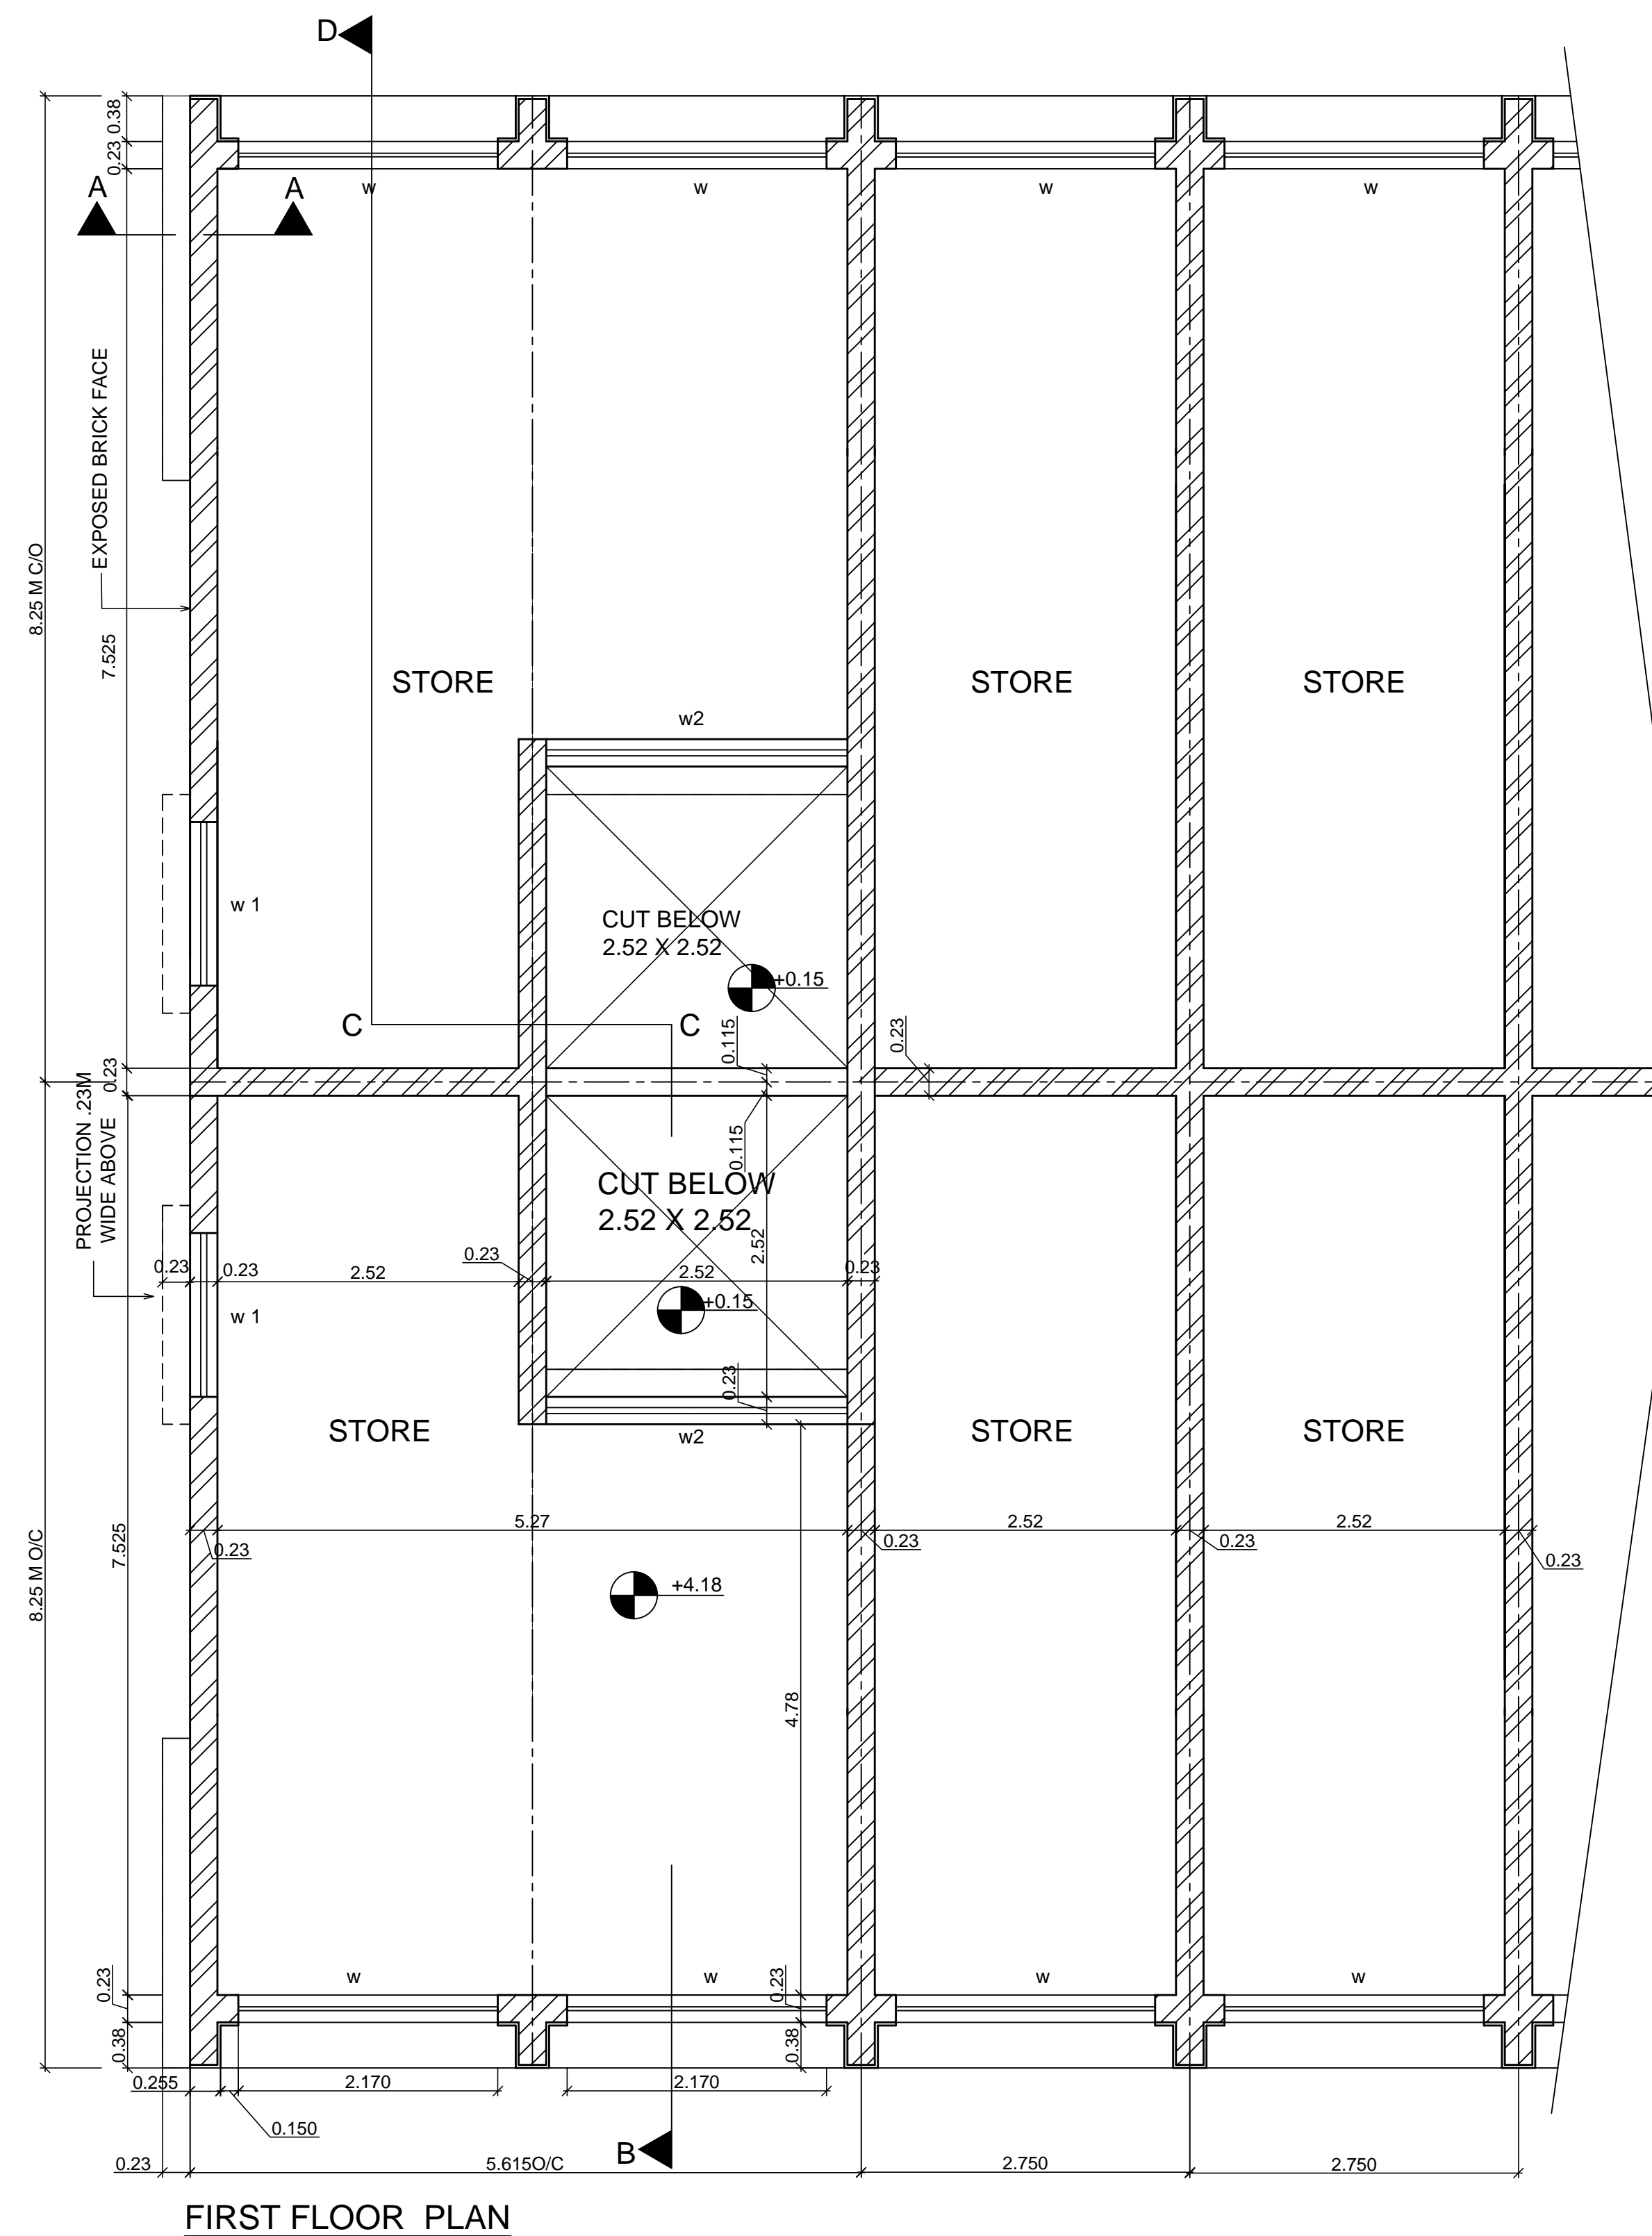 D
0.38
0.23
A
A
w
w
w
w
EXPOSED BRICK FACE
8.25 M C/O
7.525
STORE
STORE
STORE
w2
w 1
CUT BELOW
2.52 X 2.52
+0.15
C
C
0.115
0.23
0.23
PROJECTION .23M
WIDE ABOVE
0.115
CUT BELOW
2.52 X 2.52
2.52
0.23
0.23
0.23
2.52
2.52
0.23
+0.15
w 1
0.23
STORE
STORE
STORE
w2
8.25 M O/C
7.525
5.27
2.52
2.52
0.23
0.23
0.23
0.23
+4.18
4.78
w
w
w
w
0.23
0.23
0.38
0.38
0.255
2.170
2.170
0.150
B
0.23
5.615O/C
2.750
2.750
FIRST FLOOR PLAN